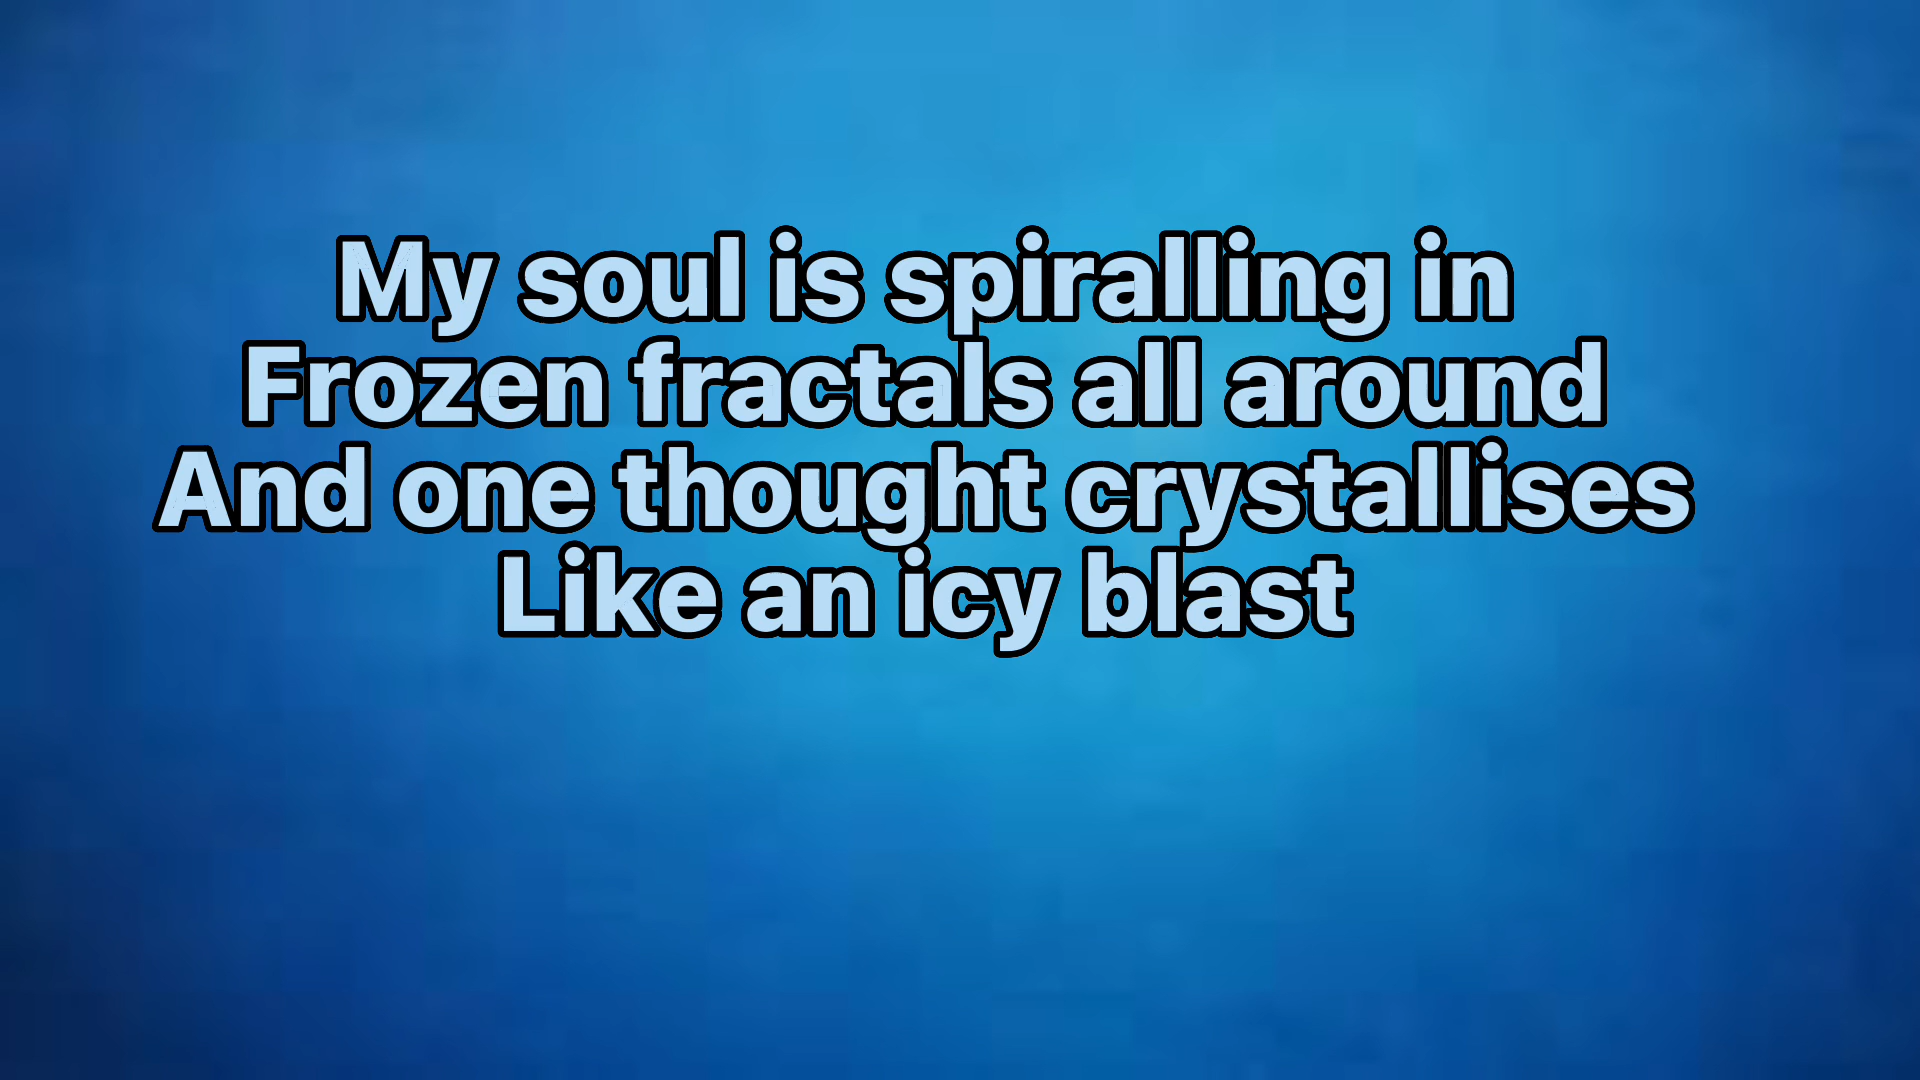 My soul is spiralling in
Frozen fractals all around
And one thought crystallises
Like an icy blast